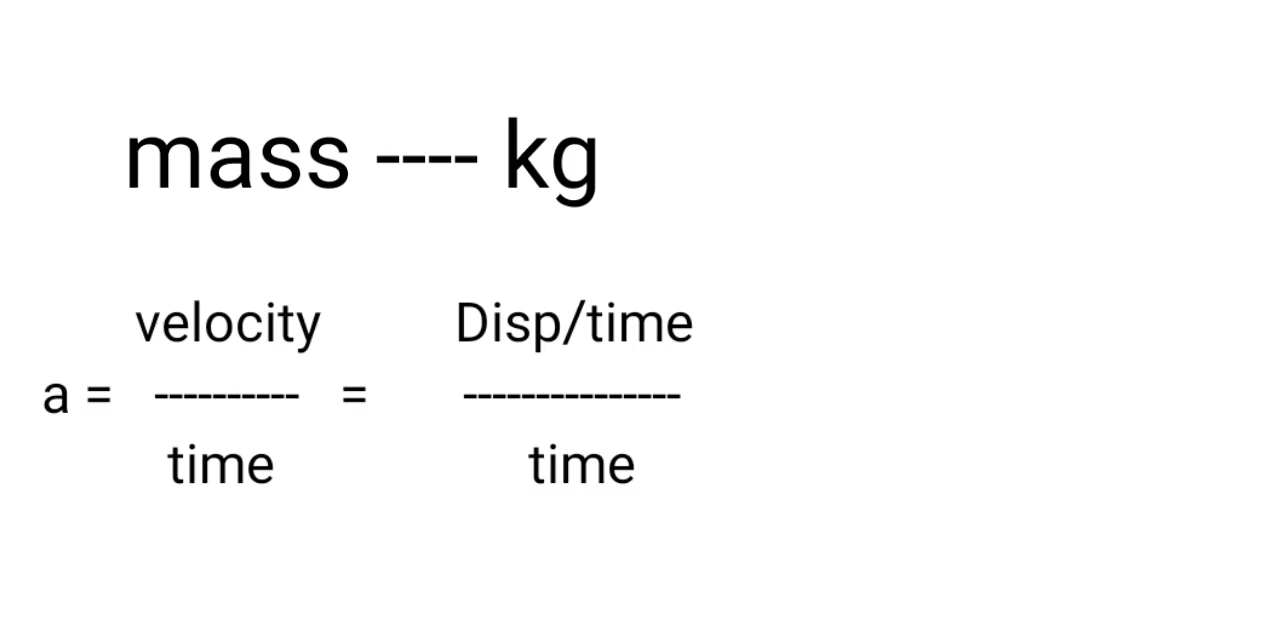 mass ---- kg
velocity Disp/time
a = ---------- = ---------------
time time